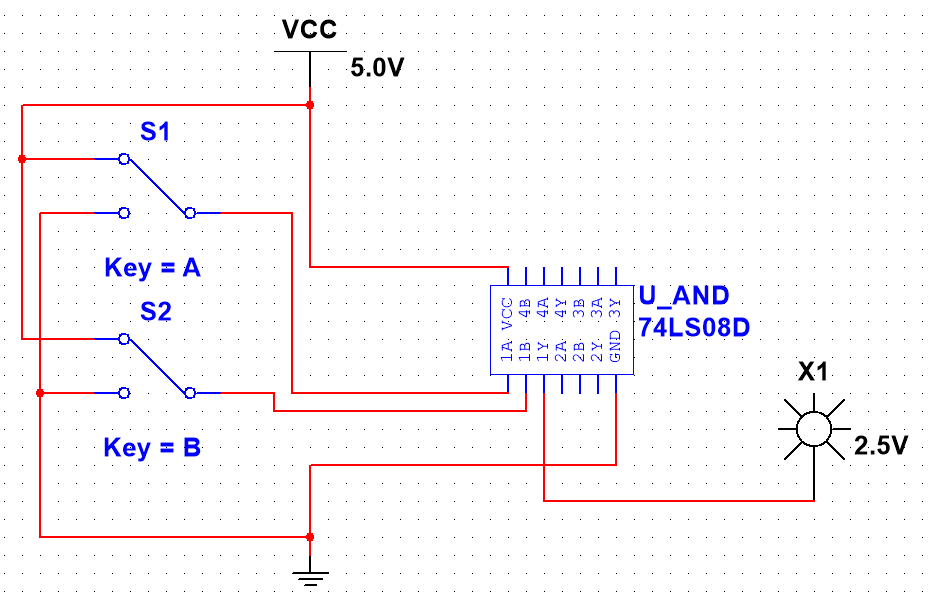 VCC
5.0V
S1
Key = A
S2
Key = B
VCC 4B 4A 4Y 3B 3A 3Y
1A 1B 1Y 2A 2B 2Y GND
U_AND
74LS08D
X1
2.5V